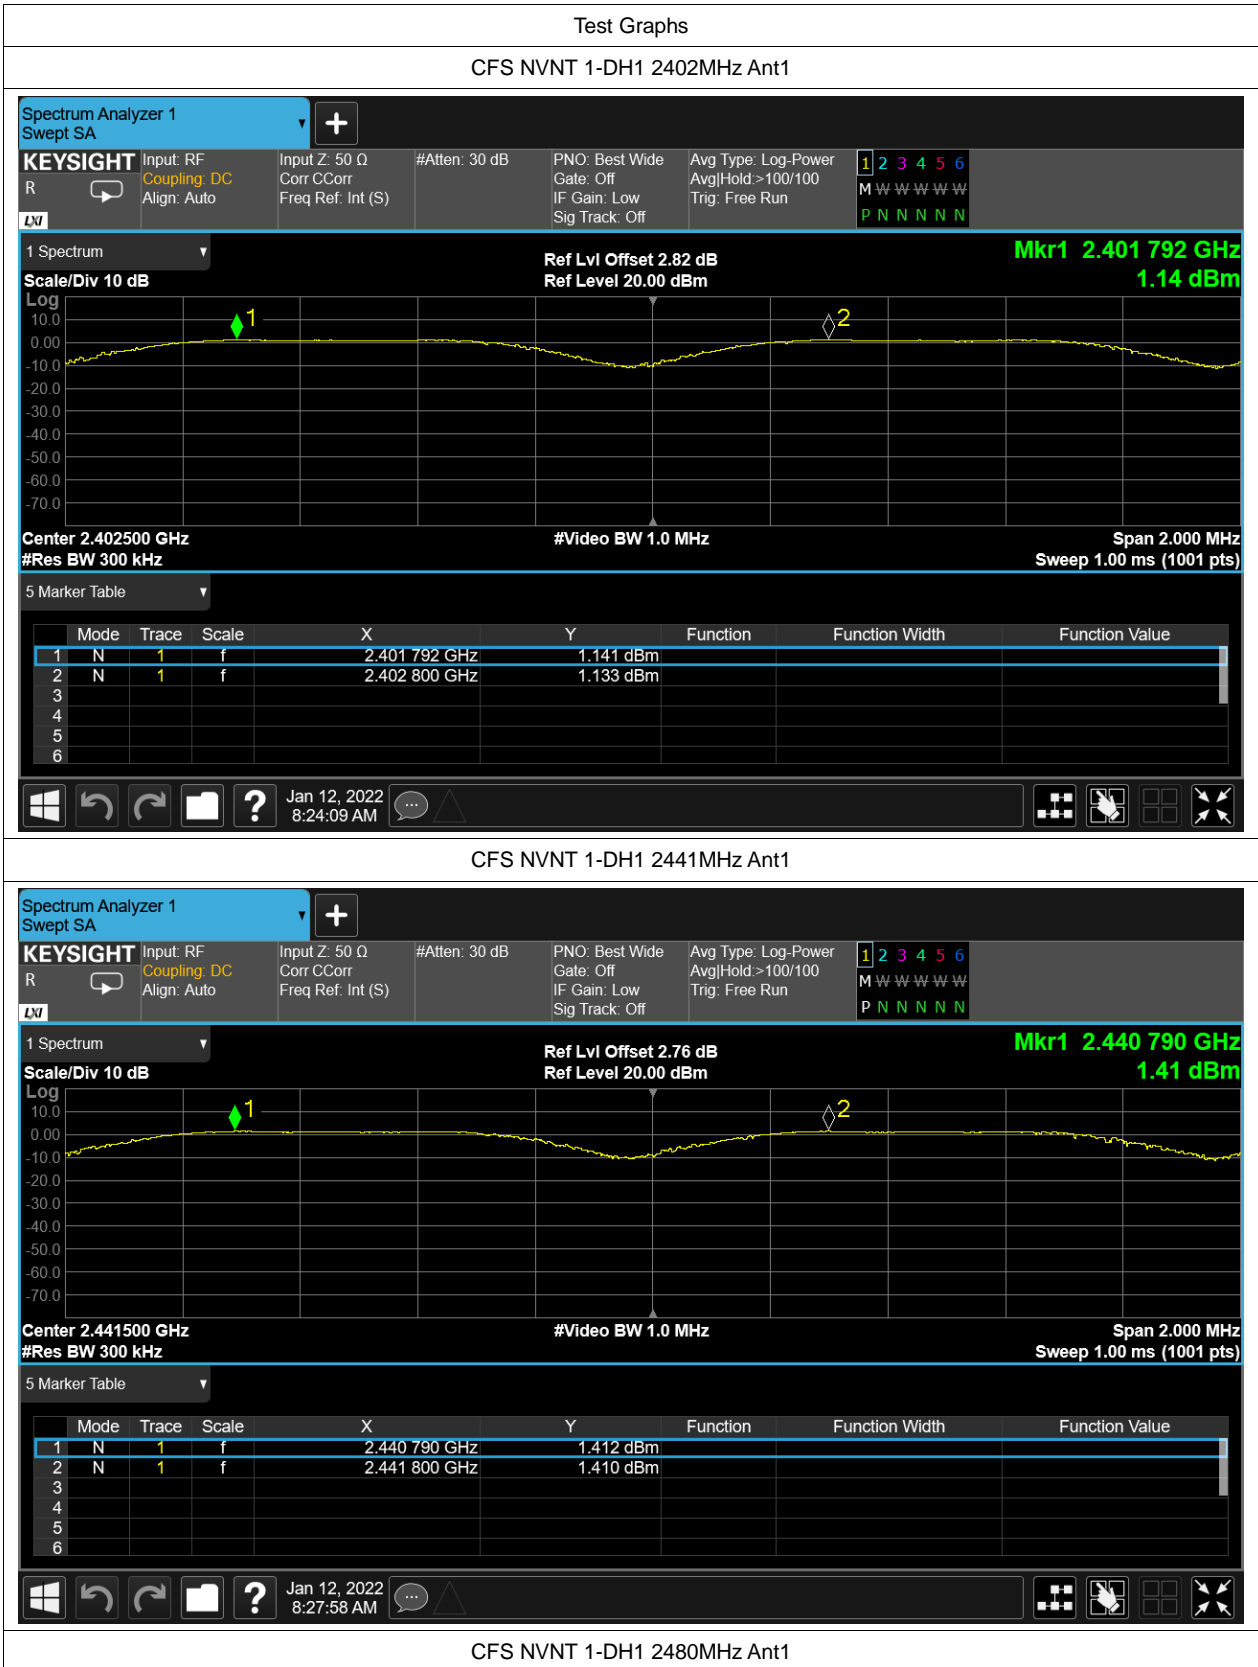 Test Graphs
CFS NVNT 1-DH1 2402MHz Ant1
Spectrum Analyzer 1
Swept SA
KEYSIGHT Input: RF Input Z: 50 Ω #Atten: 30 dB PNO: Best Wide Avg Type: Log-Power 1 2 3 4 5 6
R Coupling: DC Corr CCorr Gate: Off Avg|Hold:>100/100 M W W W W W
Align: Auto Freq Ref: Int (S) IF Gain: Low Trig: Free Run
LXI Sig Track: Off P N N N N N
1 Spectrum Ref Lvl Offset 2.82 dB Mkr1 2.401 792 GHz
Scale/Div 10 dB Ref Level 20.00 dBm 1.14 dBm
Log
10.0 1 2
0.00
-10.0
-20.0
-30.0
-40.0
-50.0
-60.0
-70.0
Center 2.402500 GHz #Video BW 1.0 MHz Span 2.000 MHz
#Res BW 300 kHz Sweep 1.00 ms (1001 pts)
5 Marker Table
Mode Trace Scale X Y Function Function Width Function Value
1 N 1 f 2.401 792 GHz 1.141 dBm
2 N 1 f 2.402 800 GHz 1.133 dBm
3
4
5
6
? Jan 12, 2022
8:24:09 AM
CFS NVNT 1-DH1 2441MHz Ant1
Spectrum Analyzer 1
Swept SA
KEYSIGHT Input: RF Input Z: 50 Ω #Atten: 30 dB PNO: Best Wide Avg Type: Log-Power 1 2 3 4 5 6
R Coupling: DC Corr CCorr Gate: Off Avg|Hold:>100/100 M W W W W W
Align: Auto Freq Ref: Int (S) IF Gain: Low Trig: Free Run
LXI Sig Track: Off P N N N N N
1 Spectrum Ref Lvl Offset 2.76 dB Mkr1 2.440 790 GHz
Scale/Div 10 dB Ref Level 20.00 dBm 1.41 dBm
Log
10.0 1 2
0.00
-10.0
-20.0
-30.0
-40.0
-50.0
-60.0
-70.0
Center 2.441500 GHz #Video BW 1.0 MHz Span 2.000 MHz
#Res BW 300 kHz Sweep 1.00 ms (1001 pts)
5 Marker Table
Mode Trace Scale X Y Function Function Width Function Value
1 N 1 f 2.440 790 GHz 1.412 dBm
2 N 1 f 2.441 800 GHz 1.410 dBm
3
4
5
6
? Jan 12, 2022
8:27:58 AM
CFS NVNT 1-DH1 2480MHz Ant1